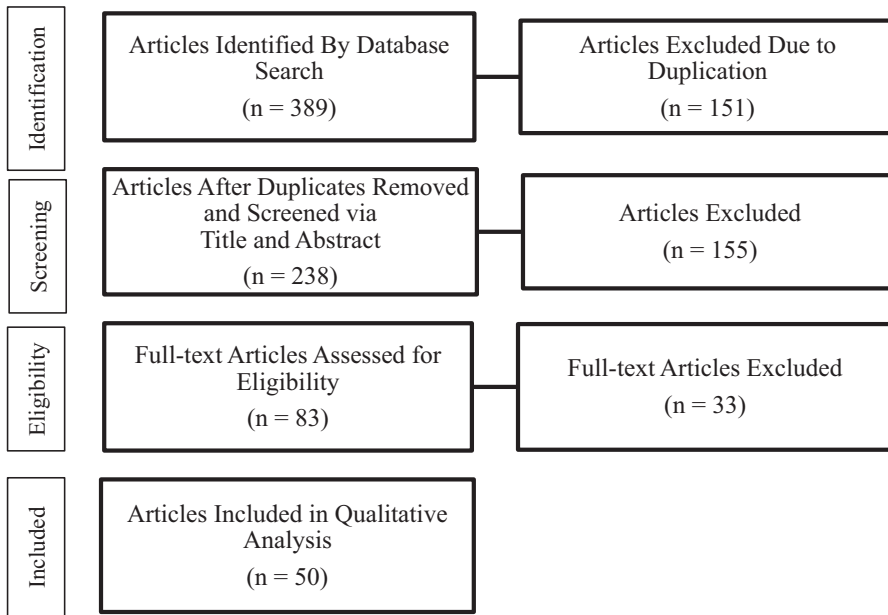 Identification
Articles Identified By Database
Search
(n = 389)
Articles Excluded Due to
Duplication
(n = 151)
Screening
Articles After Duplicates Removed
and Screened via
Title and Abstract
(n = 238)
Articles Excluded
(n = 155)
Eligibility
Full-text Articles Assessed for
Eligibility
(n = 83)
Full-text Articles Excluded
(n = 33)
Included
Articles Included in Qualitative
Analysis
(n = 50)